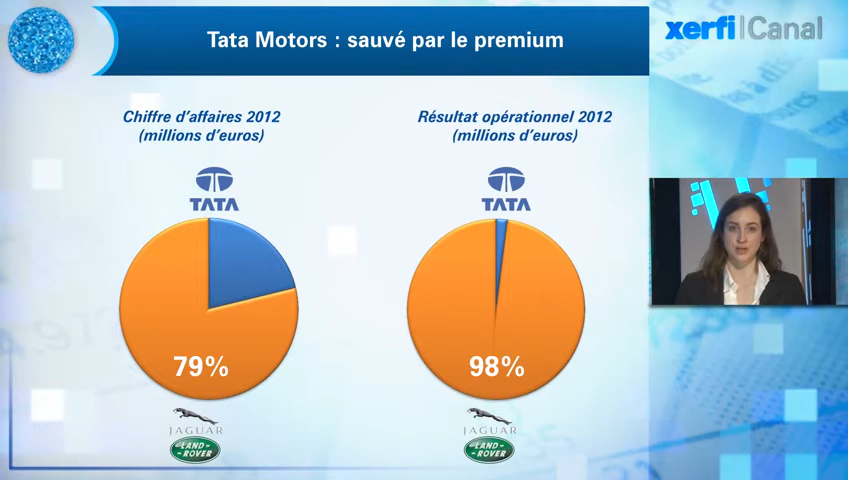 Tata Motors : sauvé par le premium
xerfi|Canal
Chiffre d'affaires 2012
(millions d'euros)
Résultat opérationnel 2012
(millions d'euros)
TATA
TATA
79%
98%
JAGUAR
JAGUAR
LAND-
ROVER
LAND-
ROVER